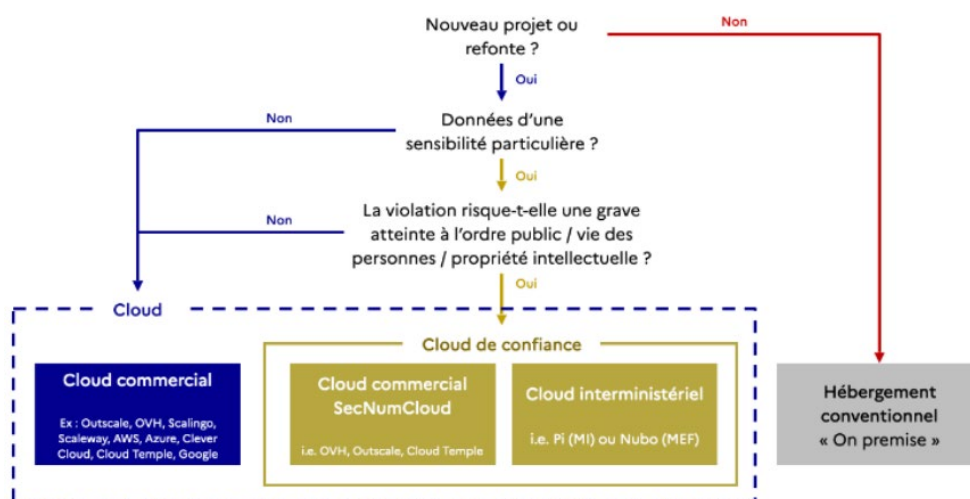 Nouveau projet ou
refonte ?
Non
Oui
Non
Données d'une
sensibilité particulière ?
Oui
Non
La violation risque-t-elle une grave
atteinte à l'ordre public / vie des
personnes / propriété intellectuelle ?
Oui
Cloud
Cloud de confiance
Cloud commercial
Ex : Outscale, OVH, Scalingo,
Scaleway, AWS, Azure, Clever
Cloud, Cloud Temple, Google
Cloud commercial
SecNumCloud
i.e. OVH, Outscale, Cloud Temple
Cloud interministériel
i.e. Pi (MI) ou Nubo (MEF)
Hébergement
conventionnel
« On premise »